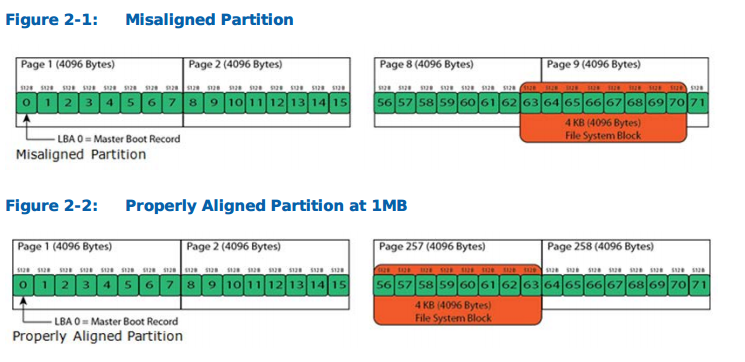 Figure 2-1: Misaligned Partition
Page 1 (4096 Bytes) Page 2 (4096 Bytes) Page 8 (4096 Bytes) Page 9 (4096 Bytes)
512B 512B 512B 512B 512B 512B 512B 512B 512B 512B 512B 512B 512B 512B 512B 512B 512B 512B 512B 512B 512B 512B 512B 512B 512B 512B 512B 512B 512B 512B 512B 512B
0 1 2 3 4 5 6 7 8 9 10 11 12 13 14 15 56 57 58 59 60 61 62 63 64 65 66 67 68 69 70 71
LBA 0 = Master Boot Record
4 KB (4096 Bytes)
File System Block
Misaligned Partition
Figure 2-2: Properly Aligned Partition at 1MB
Page 1 (4096 Bytes) Page 2 (4096 Bytes) Page 257 (4096 Bytes) Page 258 (4096 Bytes)
512B 512B 512B 512B 512B 512B 512B 512B 512B 512B 512B 512B 512B 512B 512B 512B 512B 512B 512B 512B 512B 512B 512B 512B 512B 512B 512B 512B 512B 512B 512B 512B
0 1 2 3 4 5 6 7 8 9 10 11 12 13 14 15 56 57 58 59 60 61 62 63 64 65 66 67 68 69 70 71
4 KB (4096 Bytes)
File System Block
LBA 0 = Master Boot Record
Properly Aligned Partition